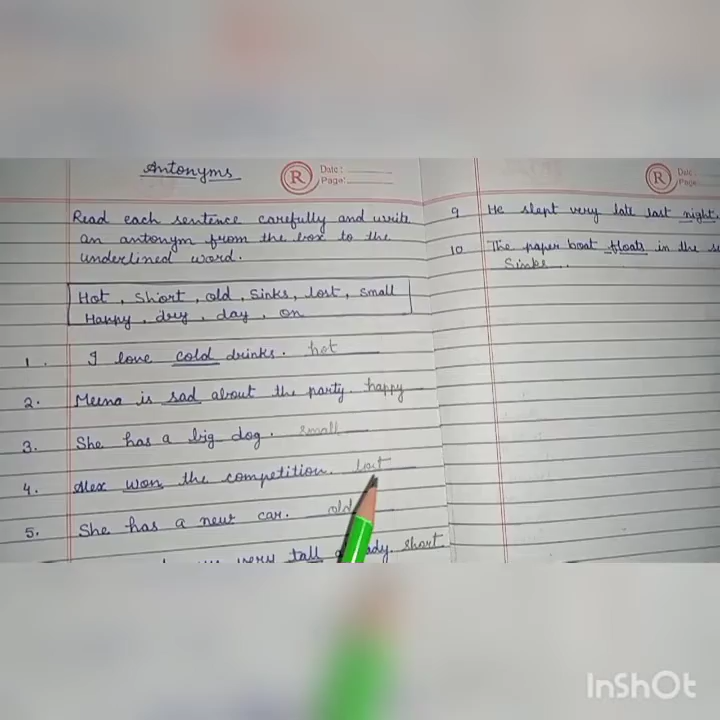 Antonyms
R
Date:
Page:
Read each sentence carefully and write
an antonym from the box to the
underlined word.
Hot, Short, old, Sinks, lost, small
Happy, dry, day, on
1. I love cold drinks. hot
2. Meena is sad about the party. happy
3. She has a big dog. small
4. Alex won the competition. lost
5. She has a new car. old
very tall short
R
Date:
Page:
9 He slept very late last night.
10 The paper boat floats in the
Sinks.
InShOt